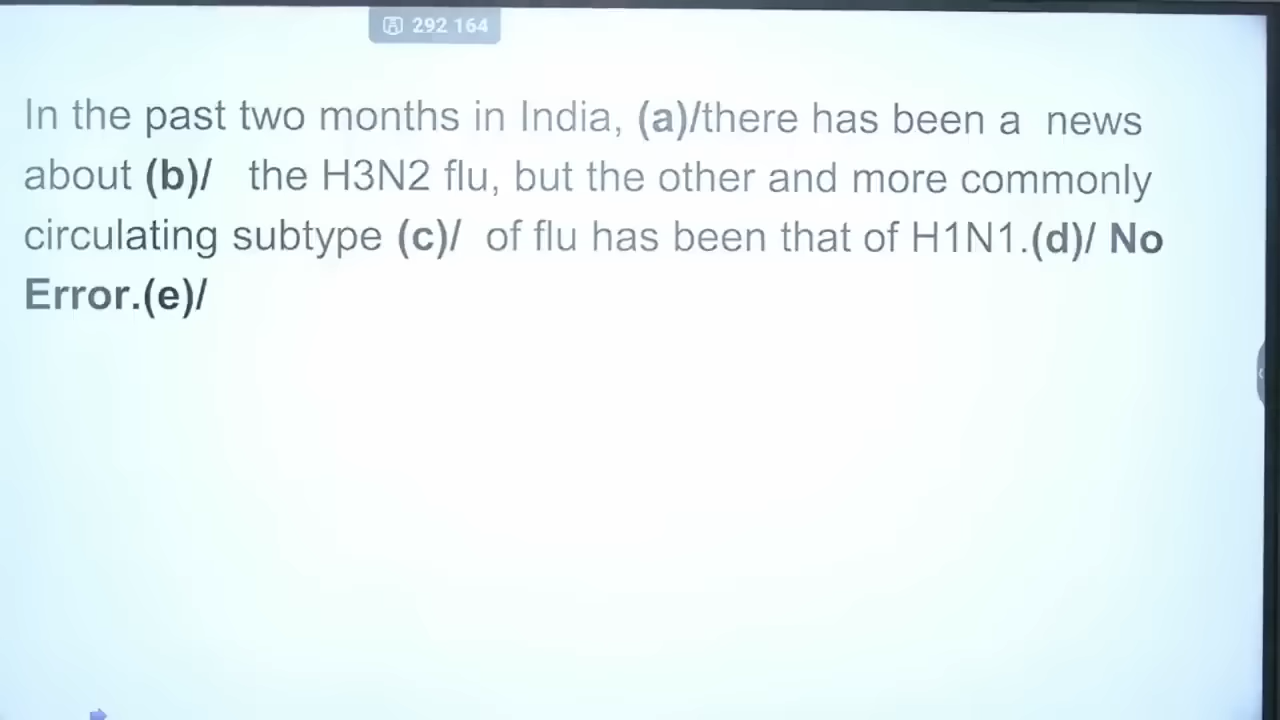 292 164
In the past two months in India, (a)/there has been a news
about (b)/ the H3N2 flu, but the other and more commonly
circulating subtype (c)/ of flu has been that of H1N1.(d)/ No
Error.(e)/